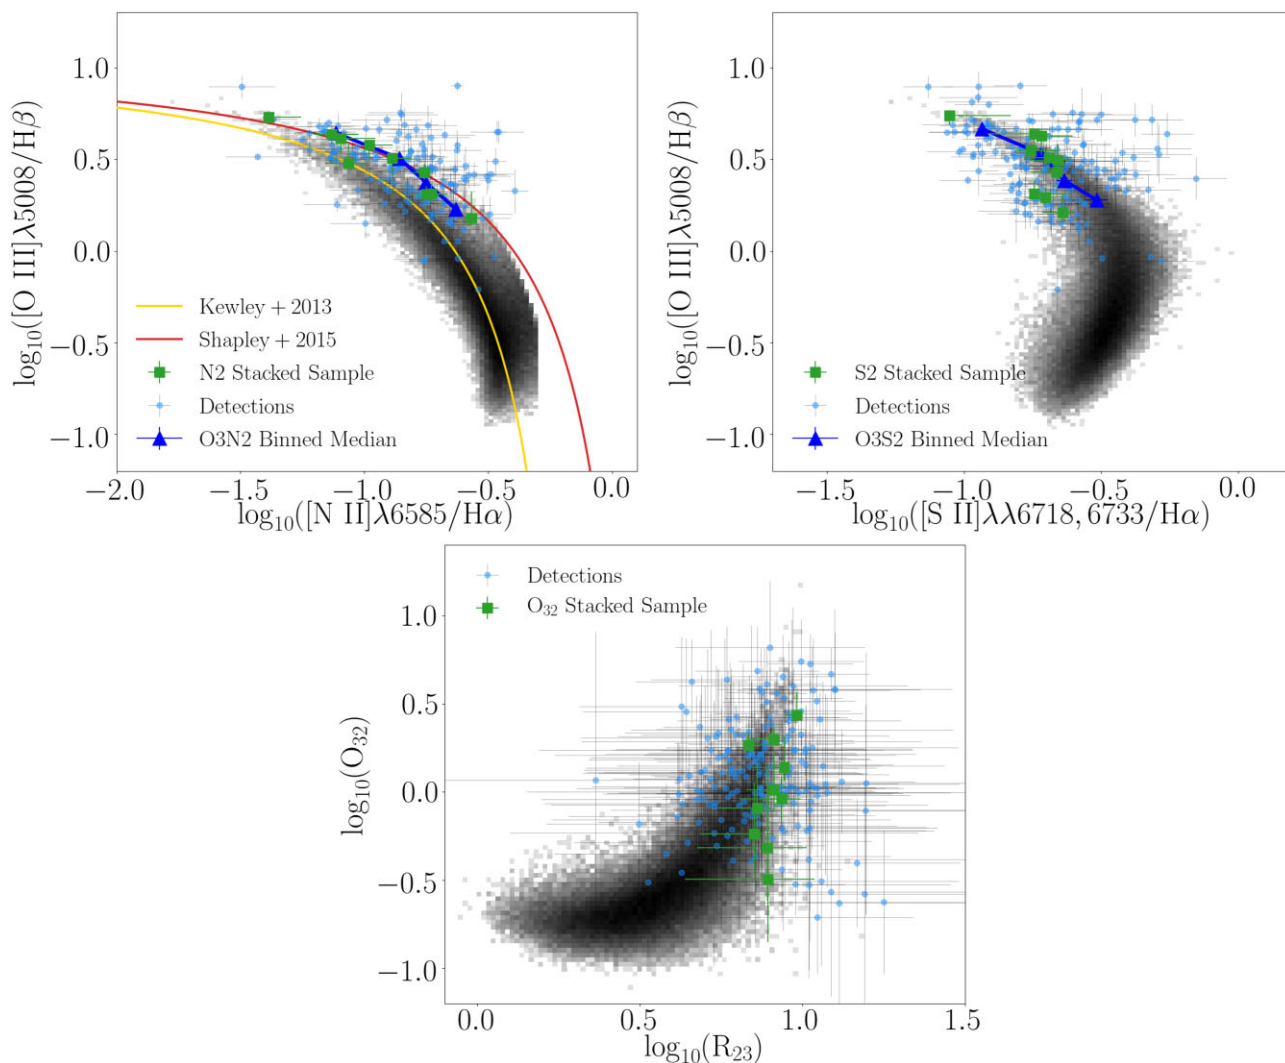 1.0
0.5
0.0
−0.5
−1.0
log₁₀([O III]λ5008/Hβ)
Kewley + 2013
Shapley + 2015
N2 Stacked Sample
Detections
O3N2 Binned Median
−2.0 −1.5 −1.0 −0.5 0.0
log₁₀([N II]λ6585/Hα)
1.0
0.5
0.0
−0.5
−1.0
log₁₀([O III]λ5008/Hβ)
S2 Stacked Sample
Detections
O3S2 Binned Median
−1.5 −1.0 −0.5 0.0
log₁₀([S II]λλ6718, 6733/Hα)
Detections
O₃₂ Stacked Sample
1.0
0.5
0.0
−0.5
−1.0
log₁₀(O₃₂)
0.0 0.5 1.0 1.5
log₁₀(R₂₃)